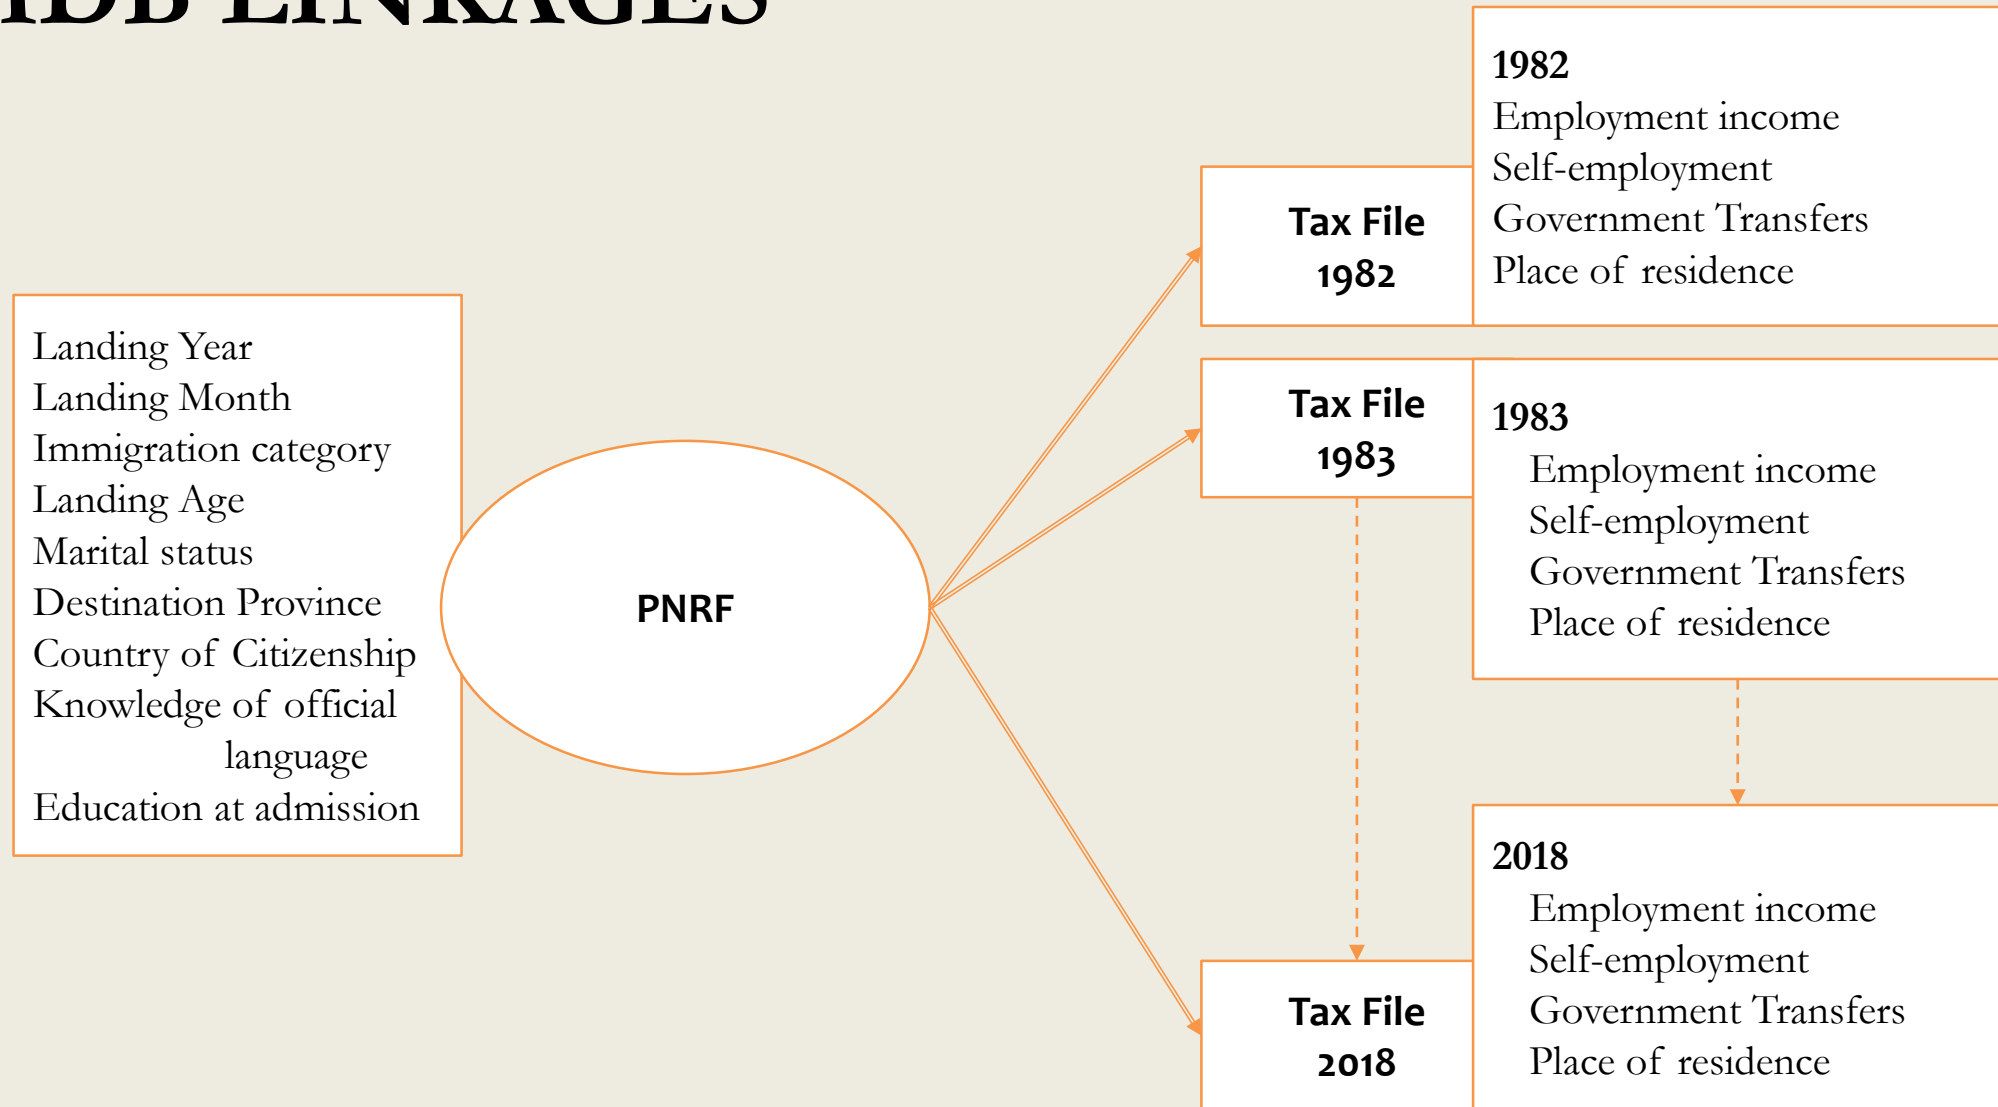 IDB LINKAGES
Landing Year
Landing Month
Immigration category
Landing Age
Marital status
Destination Province
Country of Citizenship
Knowledge of official
language
Education at admission
PNRF
Tax File
1982
1982
Employment income
Self-employment
Government Transfers
Place of residence
Tax File
1983
1983
Employment income
Self-employment
Government Transfers
Place of residence
Tax File
2018
2018
Employment income
Self-employment
Government Transfers
Place of residence